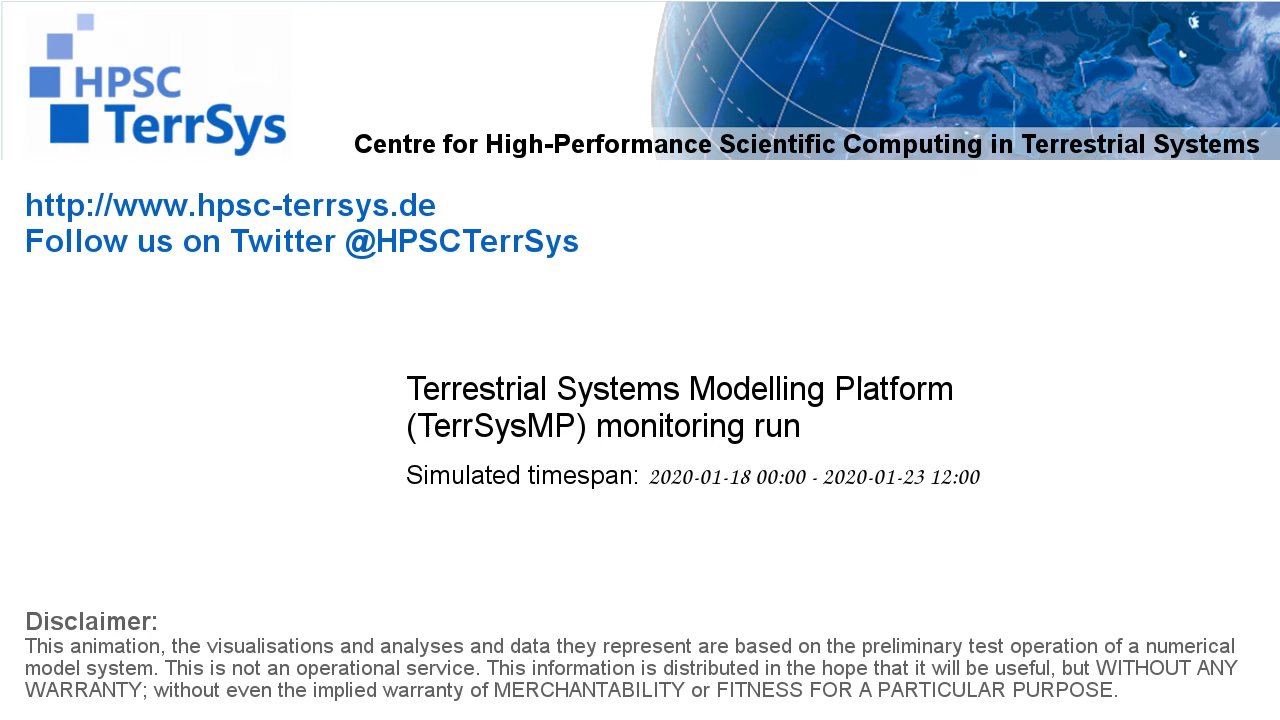 HPSC
TerrSys
Centre for High-Performance Scientific Computing in Terrestrial Systems
http://www.hpsc-terrsys.de
Follow us on Twitter @HPSCTerrSys
Terrestrial Systems Modelling Platform
(TerrSysMP) monitoring run
Simulated timespan: 2020-01-18 00:00 - 2020-01-23 12:00
Disclaimer:
This animation, the visualisations and analyses and data they represent are based on the preliminary test operation of a numerical
model system. This is not an operational service. This information is distributed in the hope that it will be useful, but WITHOUT ANY
WARRANTY; without even the implied warranty of MERCHANTABILITY or FITNESS FOR A PARTICULAR PURPOSE.